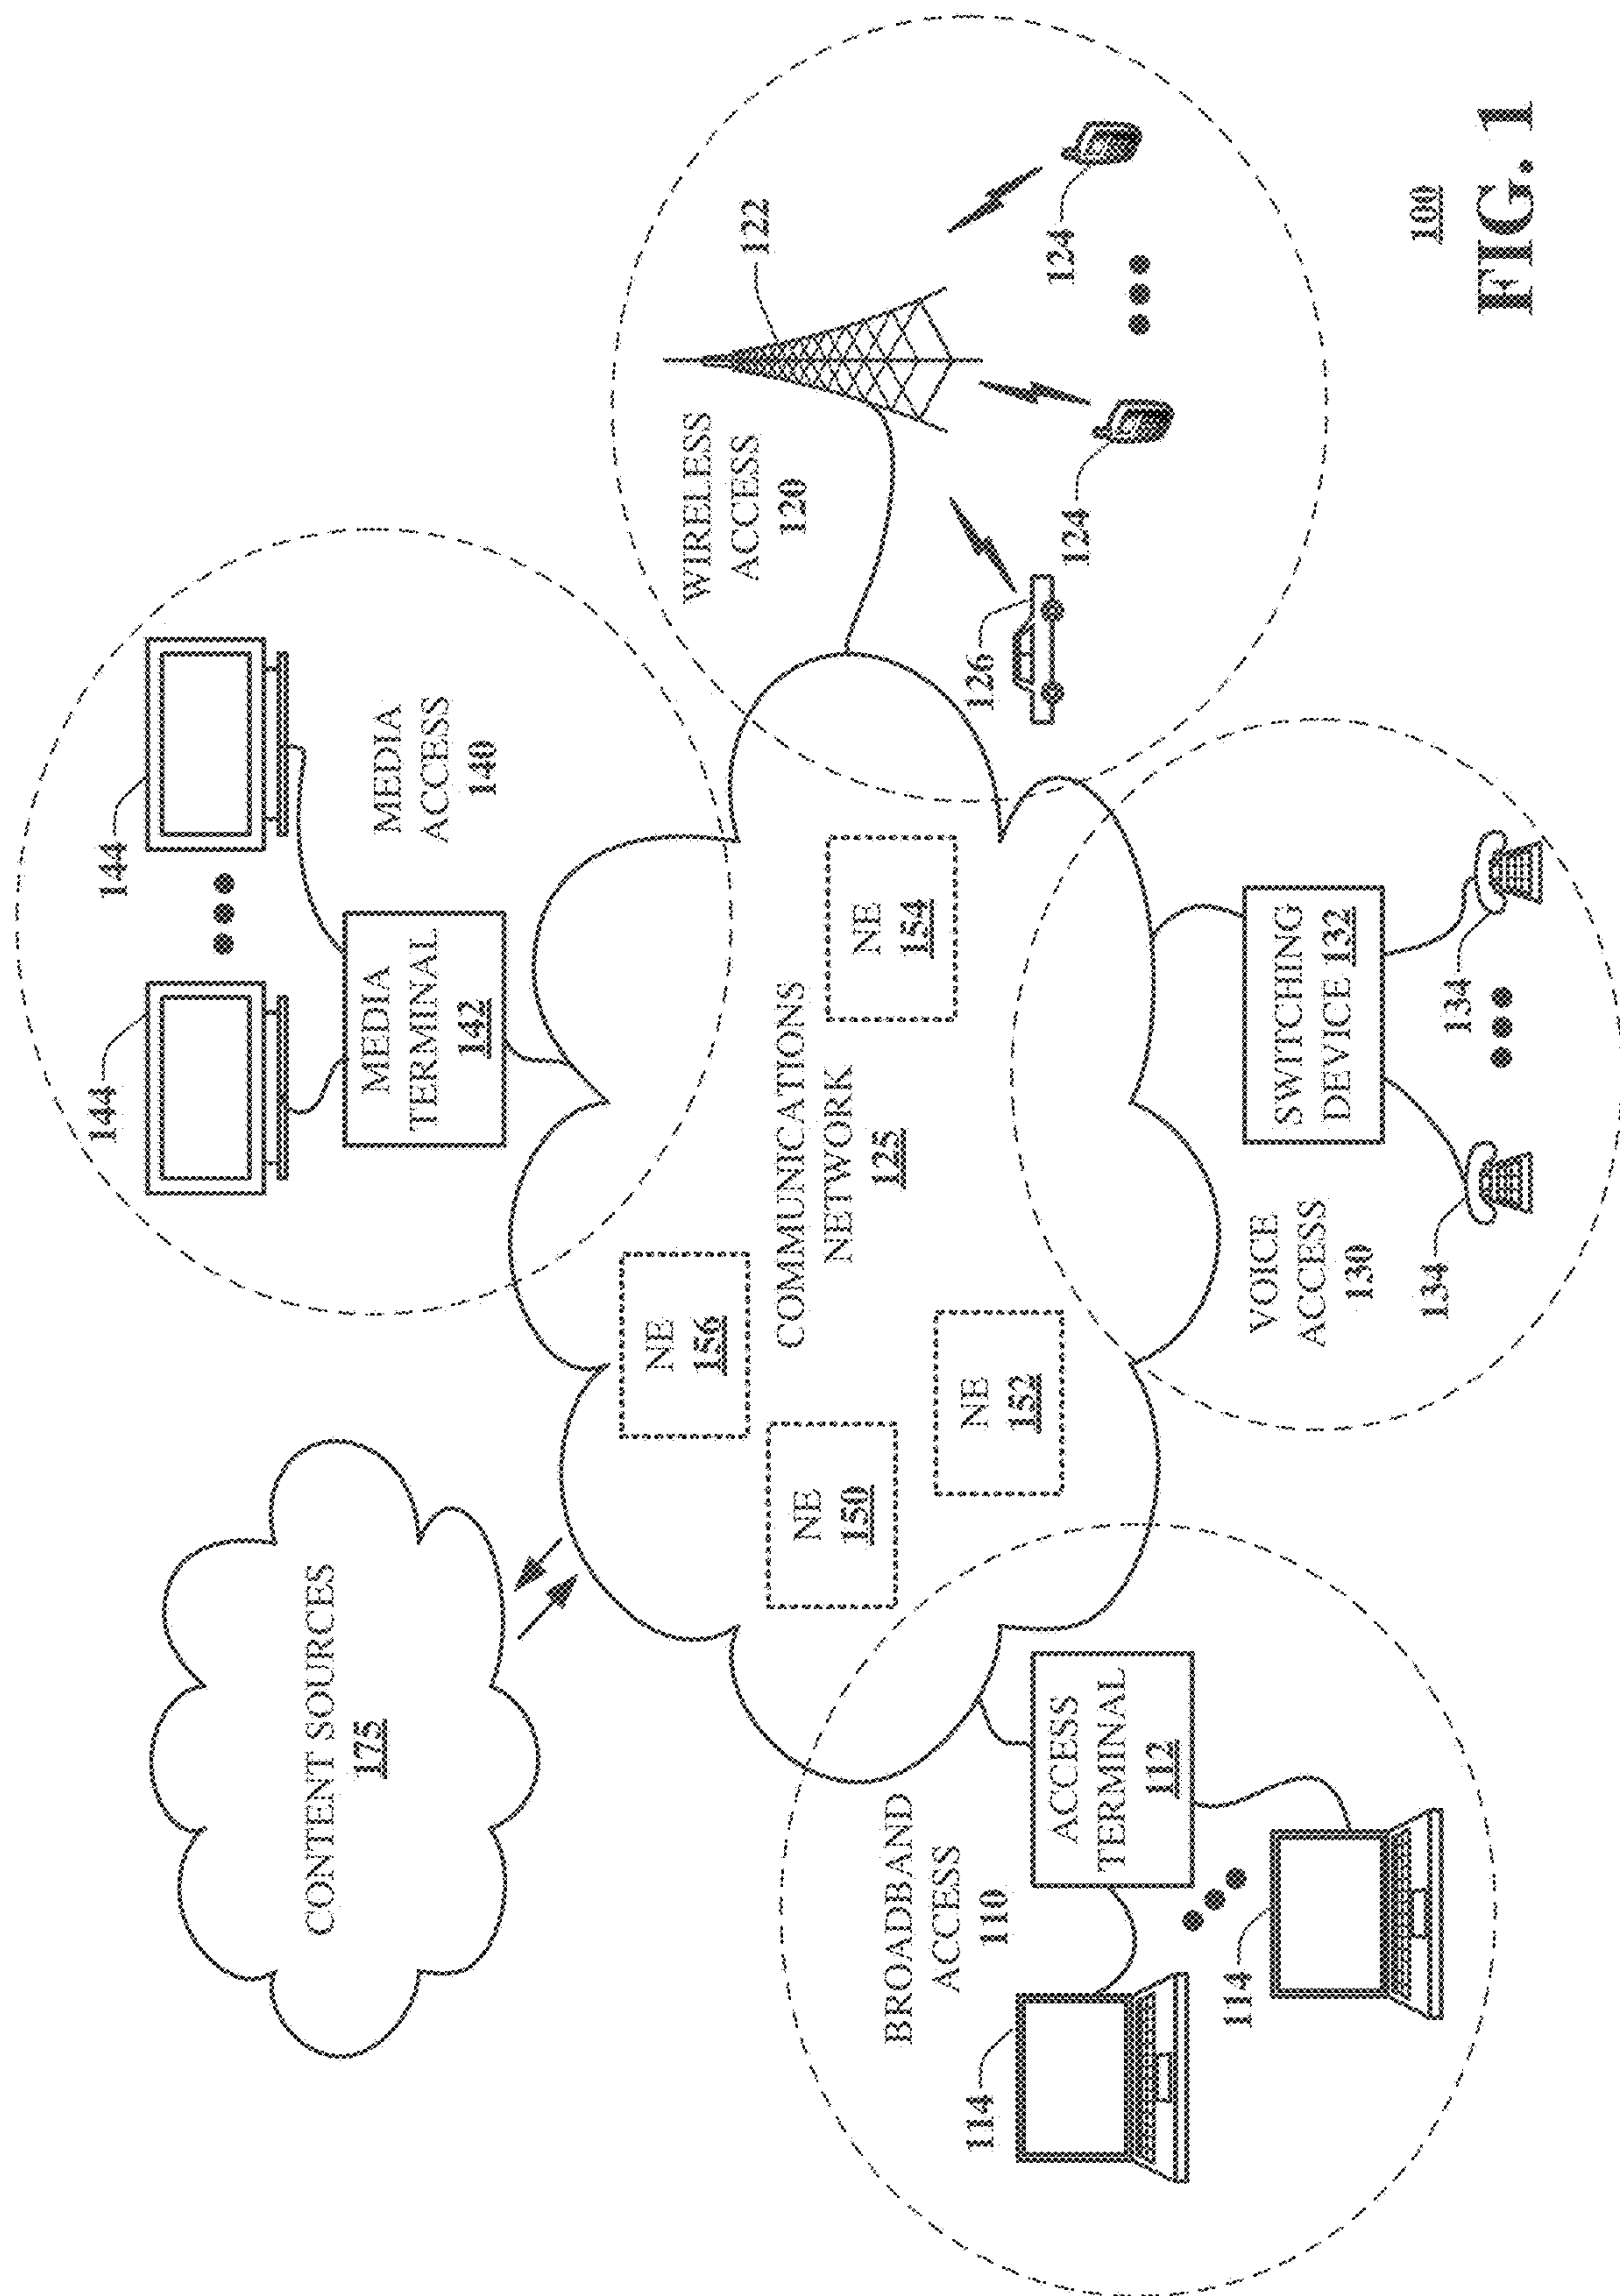 CONTENT SOURCES
175
144
144
MEDIA
TERMINAL
142
MEDIA
ACCESS
140
WIRELESS
ACCESS
120
122
NE
156
NE
150
COMMUNICATIONS
NETWORK
125
NE
154
NE
152
BROADBAND
ACCESS
110
ACCESS
TERMINAL
112
114
114
VOICE
ACCESS
130
SWITCHING
DEVICE 132
134
134
126
124
124
100
FIG. 1